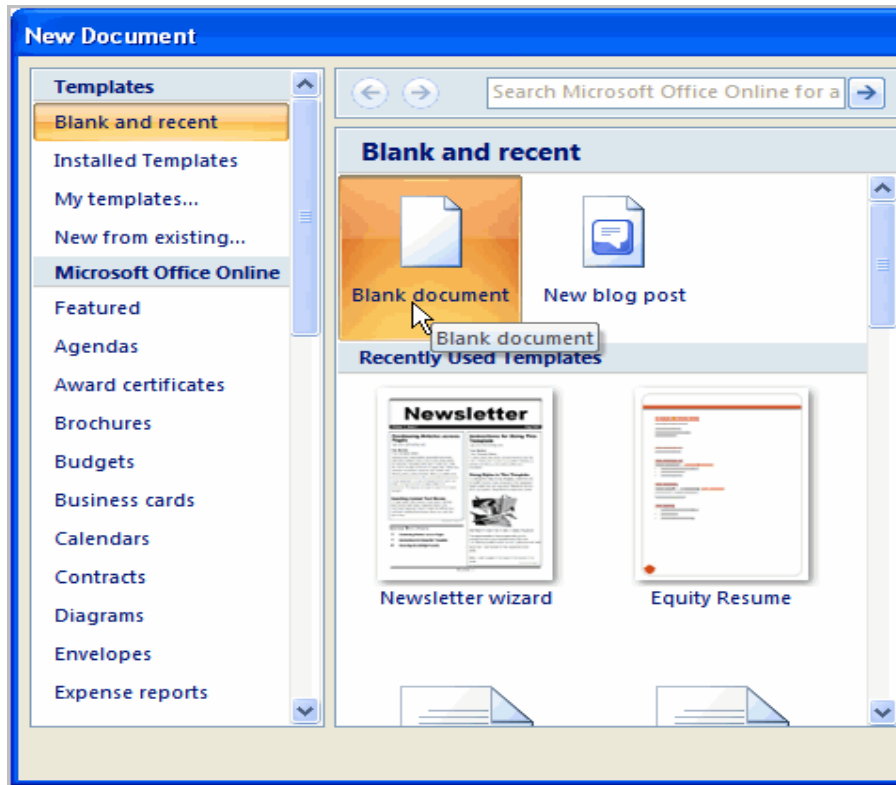 New Document
Templates
Blank and recent
Installed Templates
My templates...
New from existing...
Microsoft Office Online
Featured
Agendas
Award certificates
Brochures
Budgets
Business cards
Calendars
Contracts
Diagrams
Envelopes
Expense reports
Search Microsoft Office Online for a
Blank and recent
Blank document
New blog post
Blank document
Recently Used Templates
Newsletter
Newsletter wizard
Equity Resume